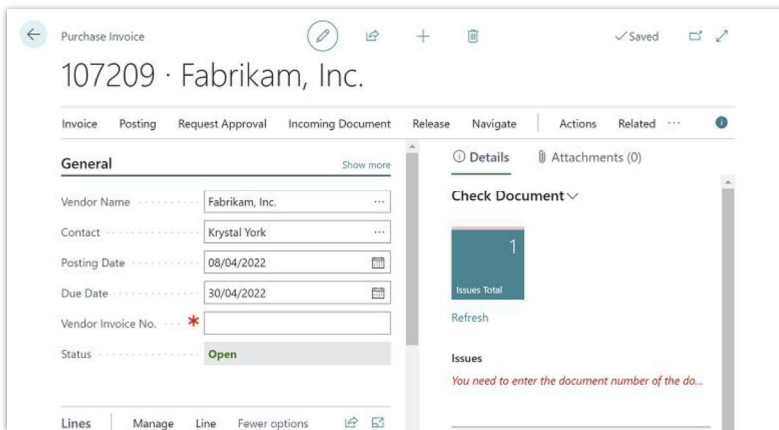 Purchase Invoice
✓ Saved
107209 · Fabrikam, Inc.
Invoice Posting Request Approval Incoming Document Release Navigate Actions Related ...
General
Show more
Vendor Name
Fabrikam, Inc.
Contact
Krystal York
Posting Date
08/04/2022
Due Date
30/04/2022
Vendor Invoice No. *
Status
Open
Lines Manage Line Fewer options
Details Attachments (0)
Check Document
1
Issues Total
Refresh
Issues
You need to enter the document number of the do...